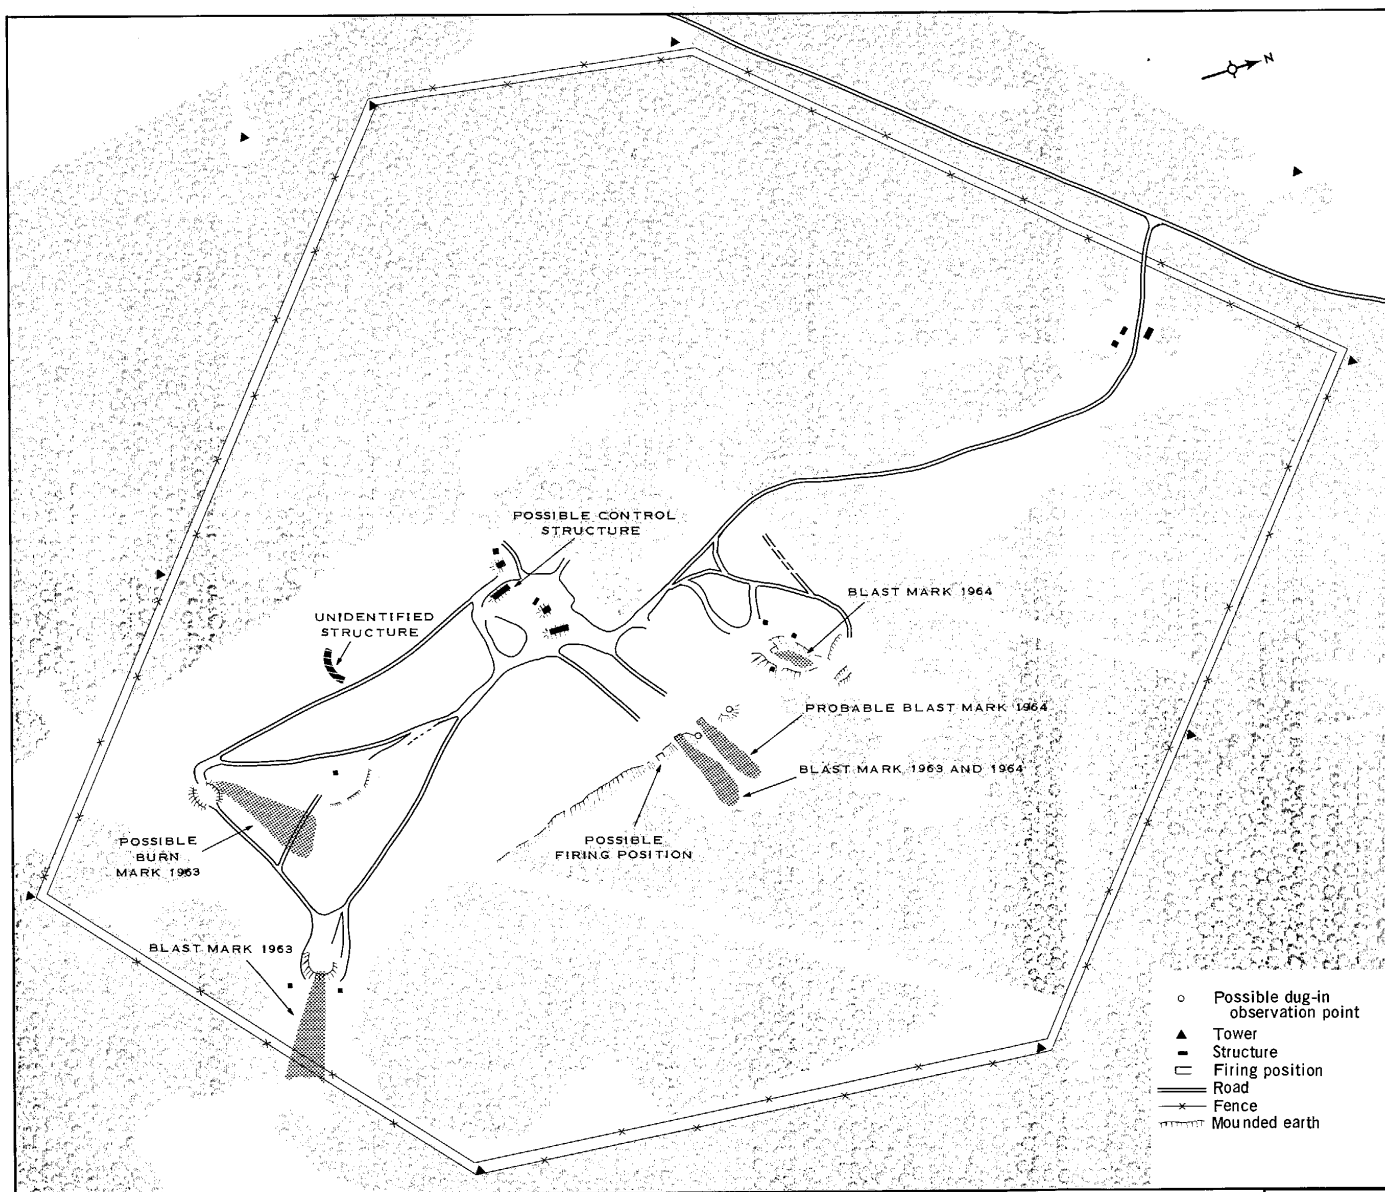 N
POSSIBLE CONTROL
STRUCTURE
BLAST MARK 1964
UNIDENTIFIED
STRUCTURE
PROBABLE BLAST MARK 1964
BLAST MARK 1963 AND 1964
POSSIBLE
FIRING POSITION
POSSIBLE
BURN
MARK 1963
BLAST MARK 1963
Possible dug-in
observation point
Tower
Structure
Firing position
Road
Fence
Mounded earth